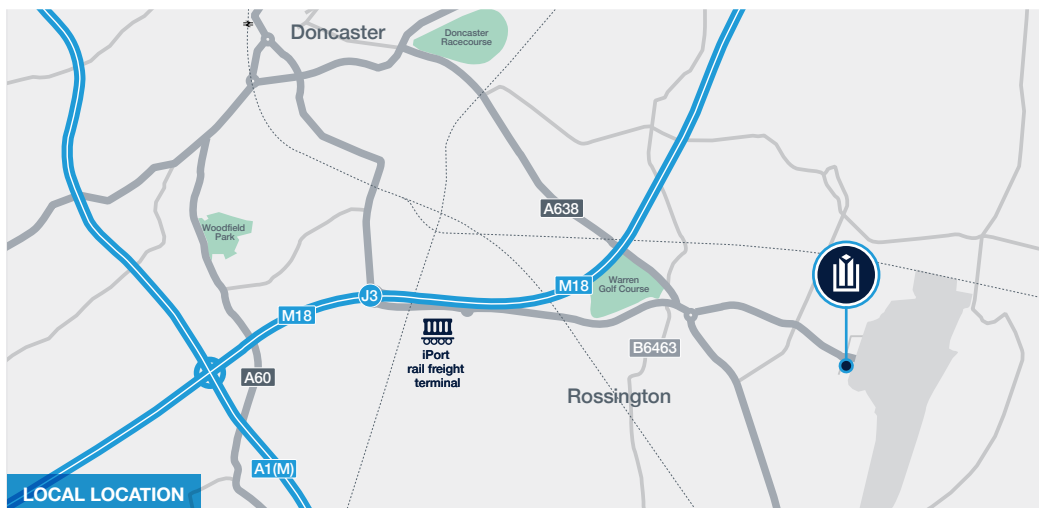 Doncaster
Doncaster
Racecourse
A638
Woodfield
Park
Warren
Golf Course
M18
J3
M18
iPort
rail freight
terminal
B6463
A60
Rossington
A1(M)
LOCAL LOCATION